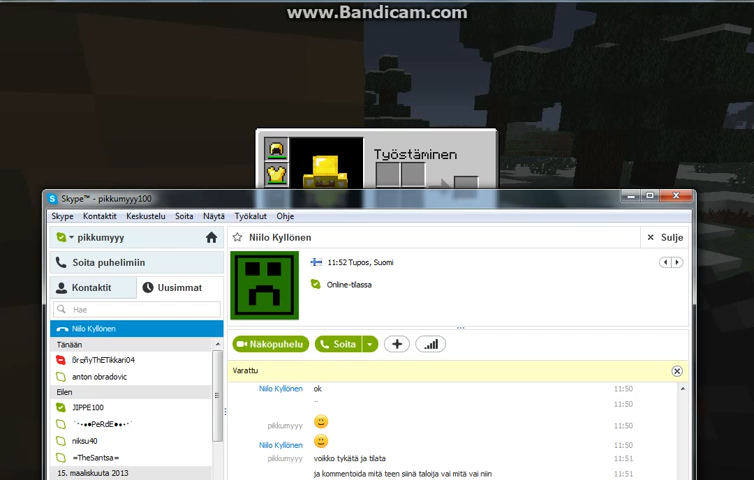 www.Bandicam.com
Työstäminen
Skype™ - pikkumyyy100
Skype Kontaktit Keskustelu Soita Näytä Työkalut Ohje
pikkumyyy
Niilo Kyllönen
Sulje
Soita puhelimiin
11:52 Tupos, Suomi
Kontaktit
Uusimmat
Online-tilassa
Hae
Niilo Kyllönen
Näköpuhelu
Soita
Tänään
anton obradovic
Varattu
Eilen
Niilo Kyllönen ok 11:50
JIPPE100
11:50
pikkumyyy 11:50
niksu40
Niilo Kyllönen 11:50
=TheSantsa=
pikkumyyy voikko tykätä ja tilata 11:51
15. maaliskuuta 2013
ja kommentoida mitä teen siinä taloija vai mitä vai niin 11:51